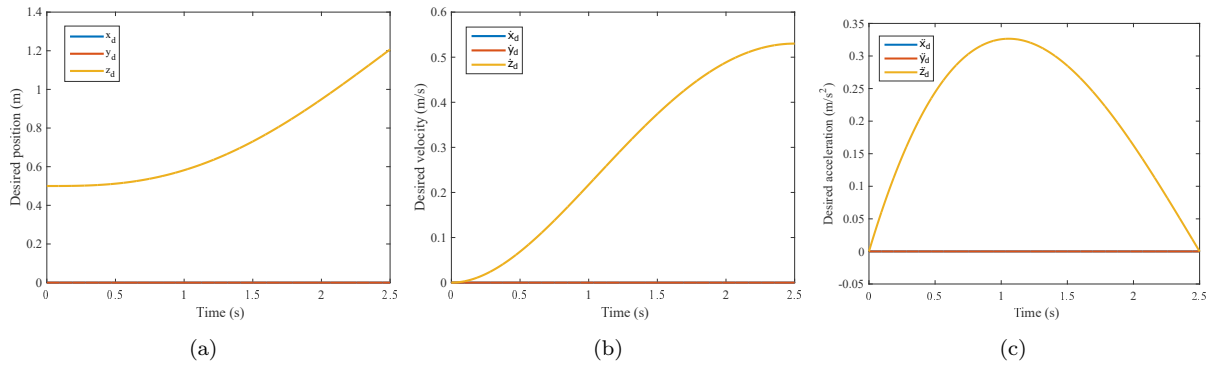 1.4
1.2
1
0.8
0.6
0.4
0.2
0
Desired position (m)
x_d
y_d
z_d
0 0.5 1 1.5 2 2.5
Time (s)
(a)
0.6
0.5
0.4
0.3
0.2
0.1
0
Desired velocity (m/s)
ẋ_d
ẏ_d
ż_d
0 0.5 1 1.5 2 2.5
Time (s)
(b)
0.35
0.3
0.25
0.2
0.15
0.1
0.05
0
-0.05
Desired acceleration (m/s²)
ẍ_d
ÿ_d
z̈_d
0 0.5 1 1.5 2 2.5
Time (s)
(c)